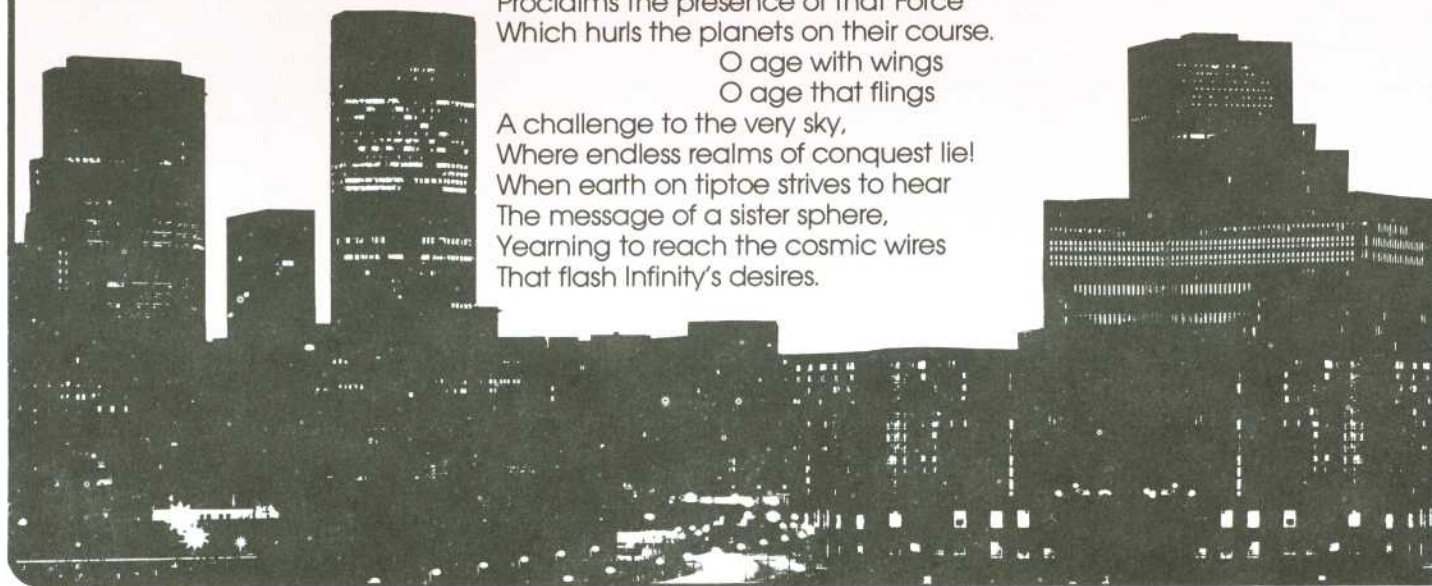 Proclaims the presence of that Force
Which hurls the planets on their course.
O age with wings
O age that flings
A challenge to the very sky,
Where endless realms of conquest lie!
When earth on tiptoe strives to hear
The message of a sister sphere,
Yearning to reach the cosmic wires
That flash Infinity's desires.